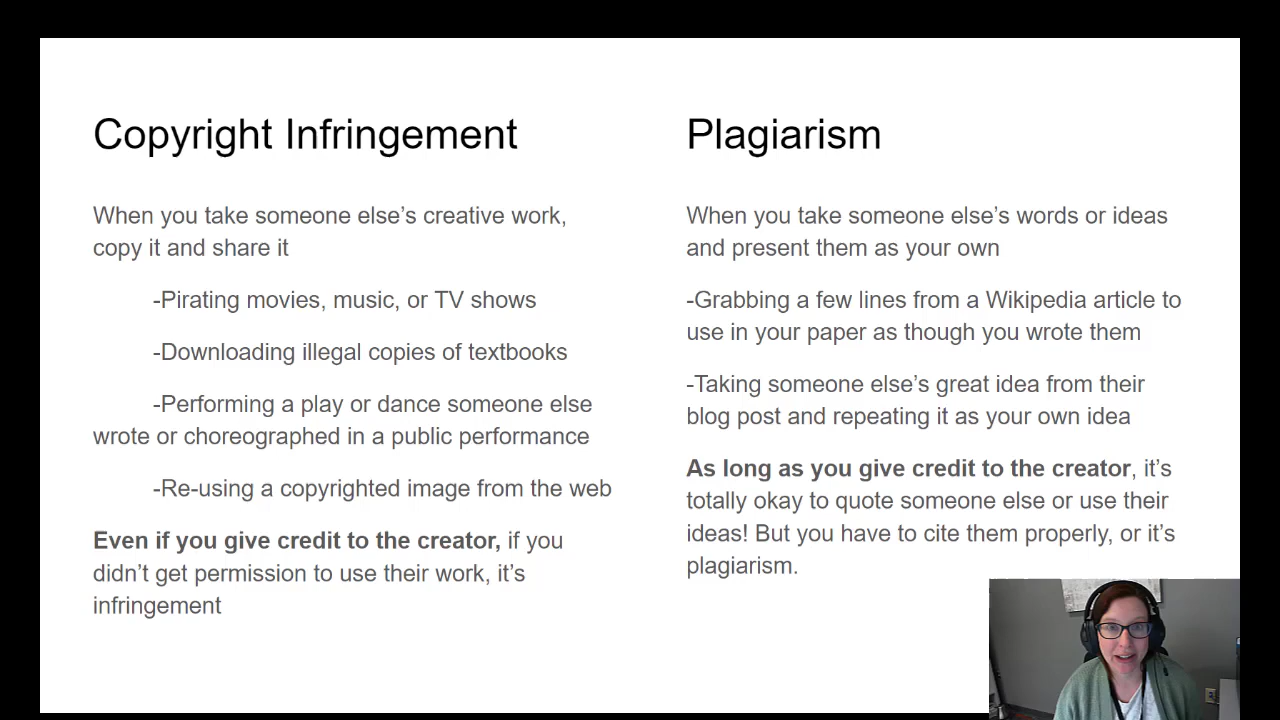 Copyright Infringement
When you take someone else’s creative work,
copy it and share it
-Pirating movies, music, or TV shows
-Downloading illegal copies of textbooks
-Performing a play or dance someone else
wrote or choreographed in a public performance
-Re-using a copyrighted image from the web
Even if you give credit to the creator, if you
didn’t get permission to use their work, it’s
infringement
Plagiarism
When you take someone else’s words or ideas
and present them as your own
-Grabbing a few lines from a Wikipedia article to
use in your paper as though you wrote them
-Taking someone else’s great idea from their
blog post and repeating it as your own idea
As long as you give credit to the creator, it’s
totally okay to quote someone else or use their
ideas! But you have to cite them properly, or it’s
plagiarism.